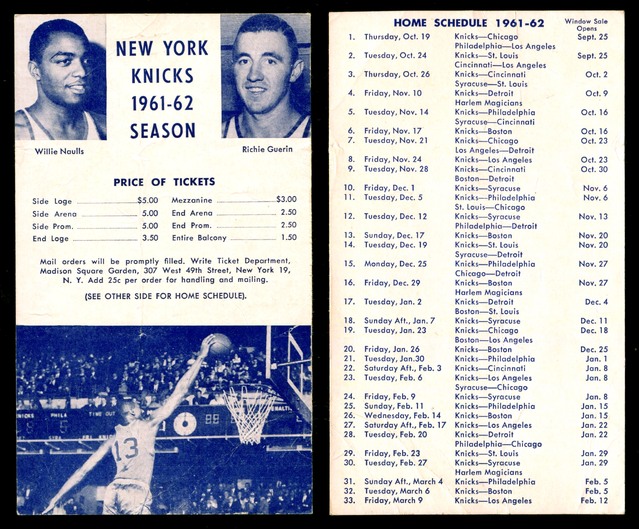 NEW YORK
KNICKS
1961-62
SEASON
Willie Naulls
Richie Guerin
PRICE OF TICKETS
Side Loge $5.00 Mezzanine $3.00
Side Arena 5.00 End Arena 2.50
Side Prom. 5.00 End Prom. 2.50
End Loge 3.50 Entire Balcony 1.50
Mail orders will be promptly filled. Write Ticket Department,
Madison Square Garden, 307 West 49th Street, New York 19,
N. Y. Add 25c per order for handling and mailing.
(SEE OTHER SIDE FOR HOME SCHEDULE).
KNICKS PHILA TIME OUT
88
PENALTI
13
HOME SCHEDULE 1961-62
Window Sale
Opens
1. Thursday, Oct. 19 Knicks—Chicago Sept. 25
Philadelphia—Los Angeles
2. Tuesday, Oct. 24 Knicks—St. Louis Sept. 25
Cincinnati—Los Angeles
3. Thursday, Oct. 26 Knicks—Cincinnati Oct. 2
Syracuse—St. Louis
4. Friday, Nov. 10 Knicks—Detroit Oct. 9
Harlem Magicians
5. Tuesday, Nov. 14 Knicks—Philadelphia Oct. 16
Syracuse—Cincinnati
6. Friday, Nov. 17 Knicks—Boston Oct. 16
7. Tuesday, Nov. 21 Knicks—Chicago Oct. 23
Los Angeles—Detroit
8. Friday, Nov. 24 Knicks—Los Angeles Oct. 23
9. Tuesday, Nov. 28 Knicks—Cincinnati Oct. 30
Boston—Detroit
10. Friday, Dec. 1 Knicks—Syracuse Nov. 6
11. Tuesday, Dec. 5 Knicks—Philadelphia Nov. 6
St. Louis—Chicago
12. Tuesday, Dec. 12 Knicks—Syracuse Nov. 13
Philadelphia—Detroit
13. Sunday, Dec. 17 Knicks—Boston Nov. 20
14. Tuesday, Dec. 19 Knicks—St. Louis Nov. 20
Syracuse—Detroit
15. Monday, Dec. 25 Knicks—Philadelphia Nov. 27
Chicago—Detroit
16. Friday, Dec. 29 Knicks—Boston Nov. 27
Harlem Magicians
17. Tuesday, Jan. 2 Knicks—Detroit Dec. 4
Boston—St. Louis
18. Sunday Aft., Jan. 7 Knicks—Syracuse Dec. 11
19. Tuesday, Jan. 23 Knicks—Chicago Dec. 18
Boston—Los Angeles
20. Friday, Jan. 26 Knicks—Boston Dec. 25
21. Tuesday, Jan.30 Knicks—Philadelphia Jan. 1
22. Saturday Aft., Feb. 3 Knicks—Cincinnati Jan. 8
23. Tuesday, Feb. 6 Knicks—Los Angeles Jan. 8
Syracuse—Chicago
24. Friday, Feb. 9 Knicks—Syracuse Jan. 8
25. Sunday, Feb. 11 Knicks—Philadelphia Jan. 15
26. Wednesday, Feb. 14 Knicks—Boston Jan. 15
27. Saturday Aft., Feb. 17 Knicks—Los Angeles Jan. 22
28. Tuesday, Feb. 20 Knicks—Detroit Jan. 22
Philadelphia—Chicago
29. Friday, Feb. 23 Knicks—St. Louis Jan. 29
30. Tuesday, Feb. 27 Knicks—Syracuse Jan. 29
Harlem Magicians
31. Sunday Aft., March 4 Knicks—Philadelphia Feb. 5
32. Tuesday, March 6 Knicks—Boston Feb. 5
33. Friday, March 9 Knicks—Los Angeles Feb. 12